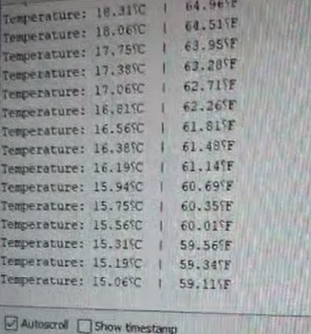 Temperature: 18.31°C | 64.96°F
Temperature: 18.06°C | 64.51°F
Temperature: 17.75°C | 63.95°F
Temperature: 17.38°C | 63.28°F
Temperature: 17.06°C | 62.71°F
Temperature: 16.81°C | 62.26°F
Temperature: 16.56°C | 61.81°F
Temperature: 16.38°C | 61.48°F
Temperature: 16.19°C | 61.14°F
Temperature: 15.94°C | 60.69°F
Temperature: 15.75°C | 60.35°F
Temperature: 15.56°C | 60.01°F
Temperature: 15.31°C | 59.56°F
Temperature: 15.19°C | 59.34°F
Temperature: 15.06°C | 59.11°F
Autoscroll Show timestamp